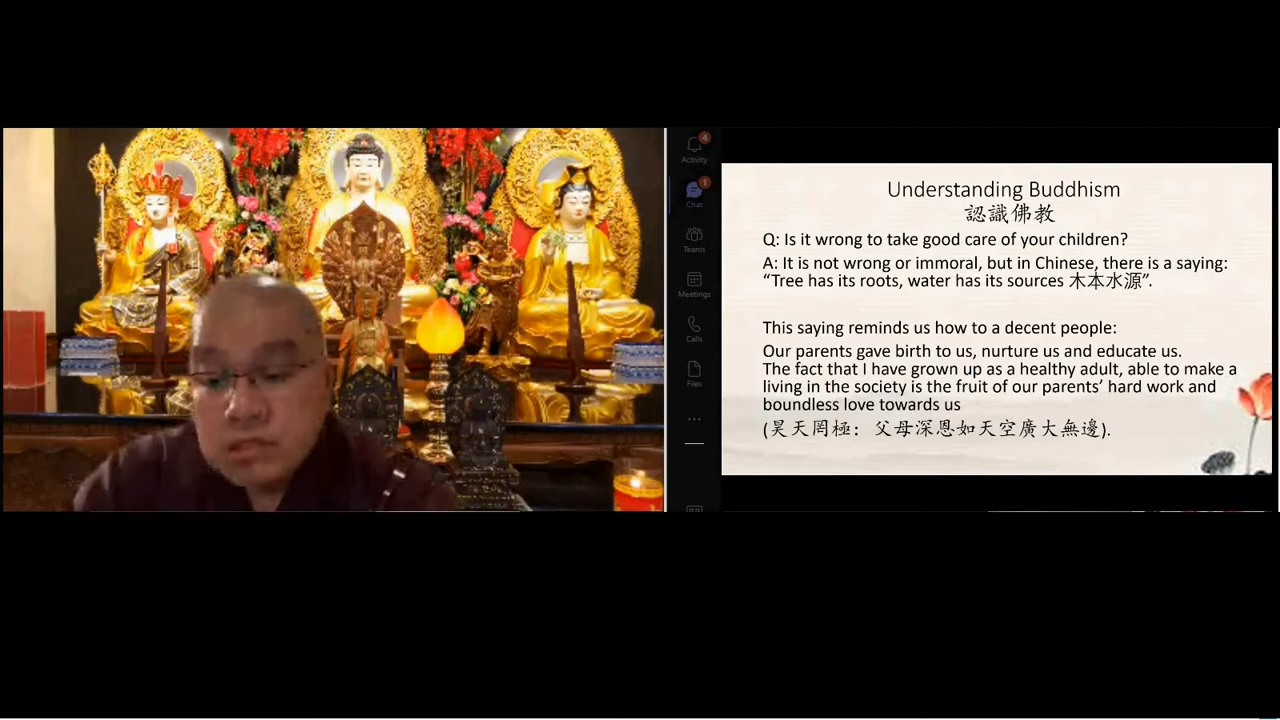 4
Activity
1
Chat
Teams
Meetings
Calls
Files
Understanding Buddhism
認識佛教
Q: Is it wrong to take good care of your children?
A: It is not wrong or immoral, but in Chinese, there is a saying:
“Tree has its roots, water has its sources 木本水源”.
This saying reminds us how to a decent people:
Our parents gave birth to us, nurture us and educate us.
The fact that I have grown up as a healthy adult, able to make a
living in the society is the fruit of our parents’ hard work and
boundless love towards us
(昊天罔極：父母深恩如天空廣大無邊).